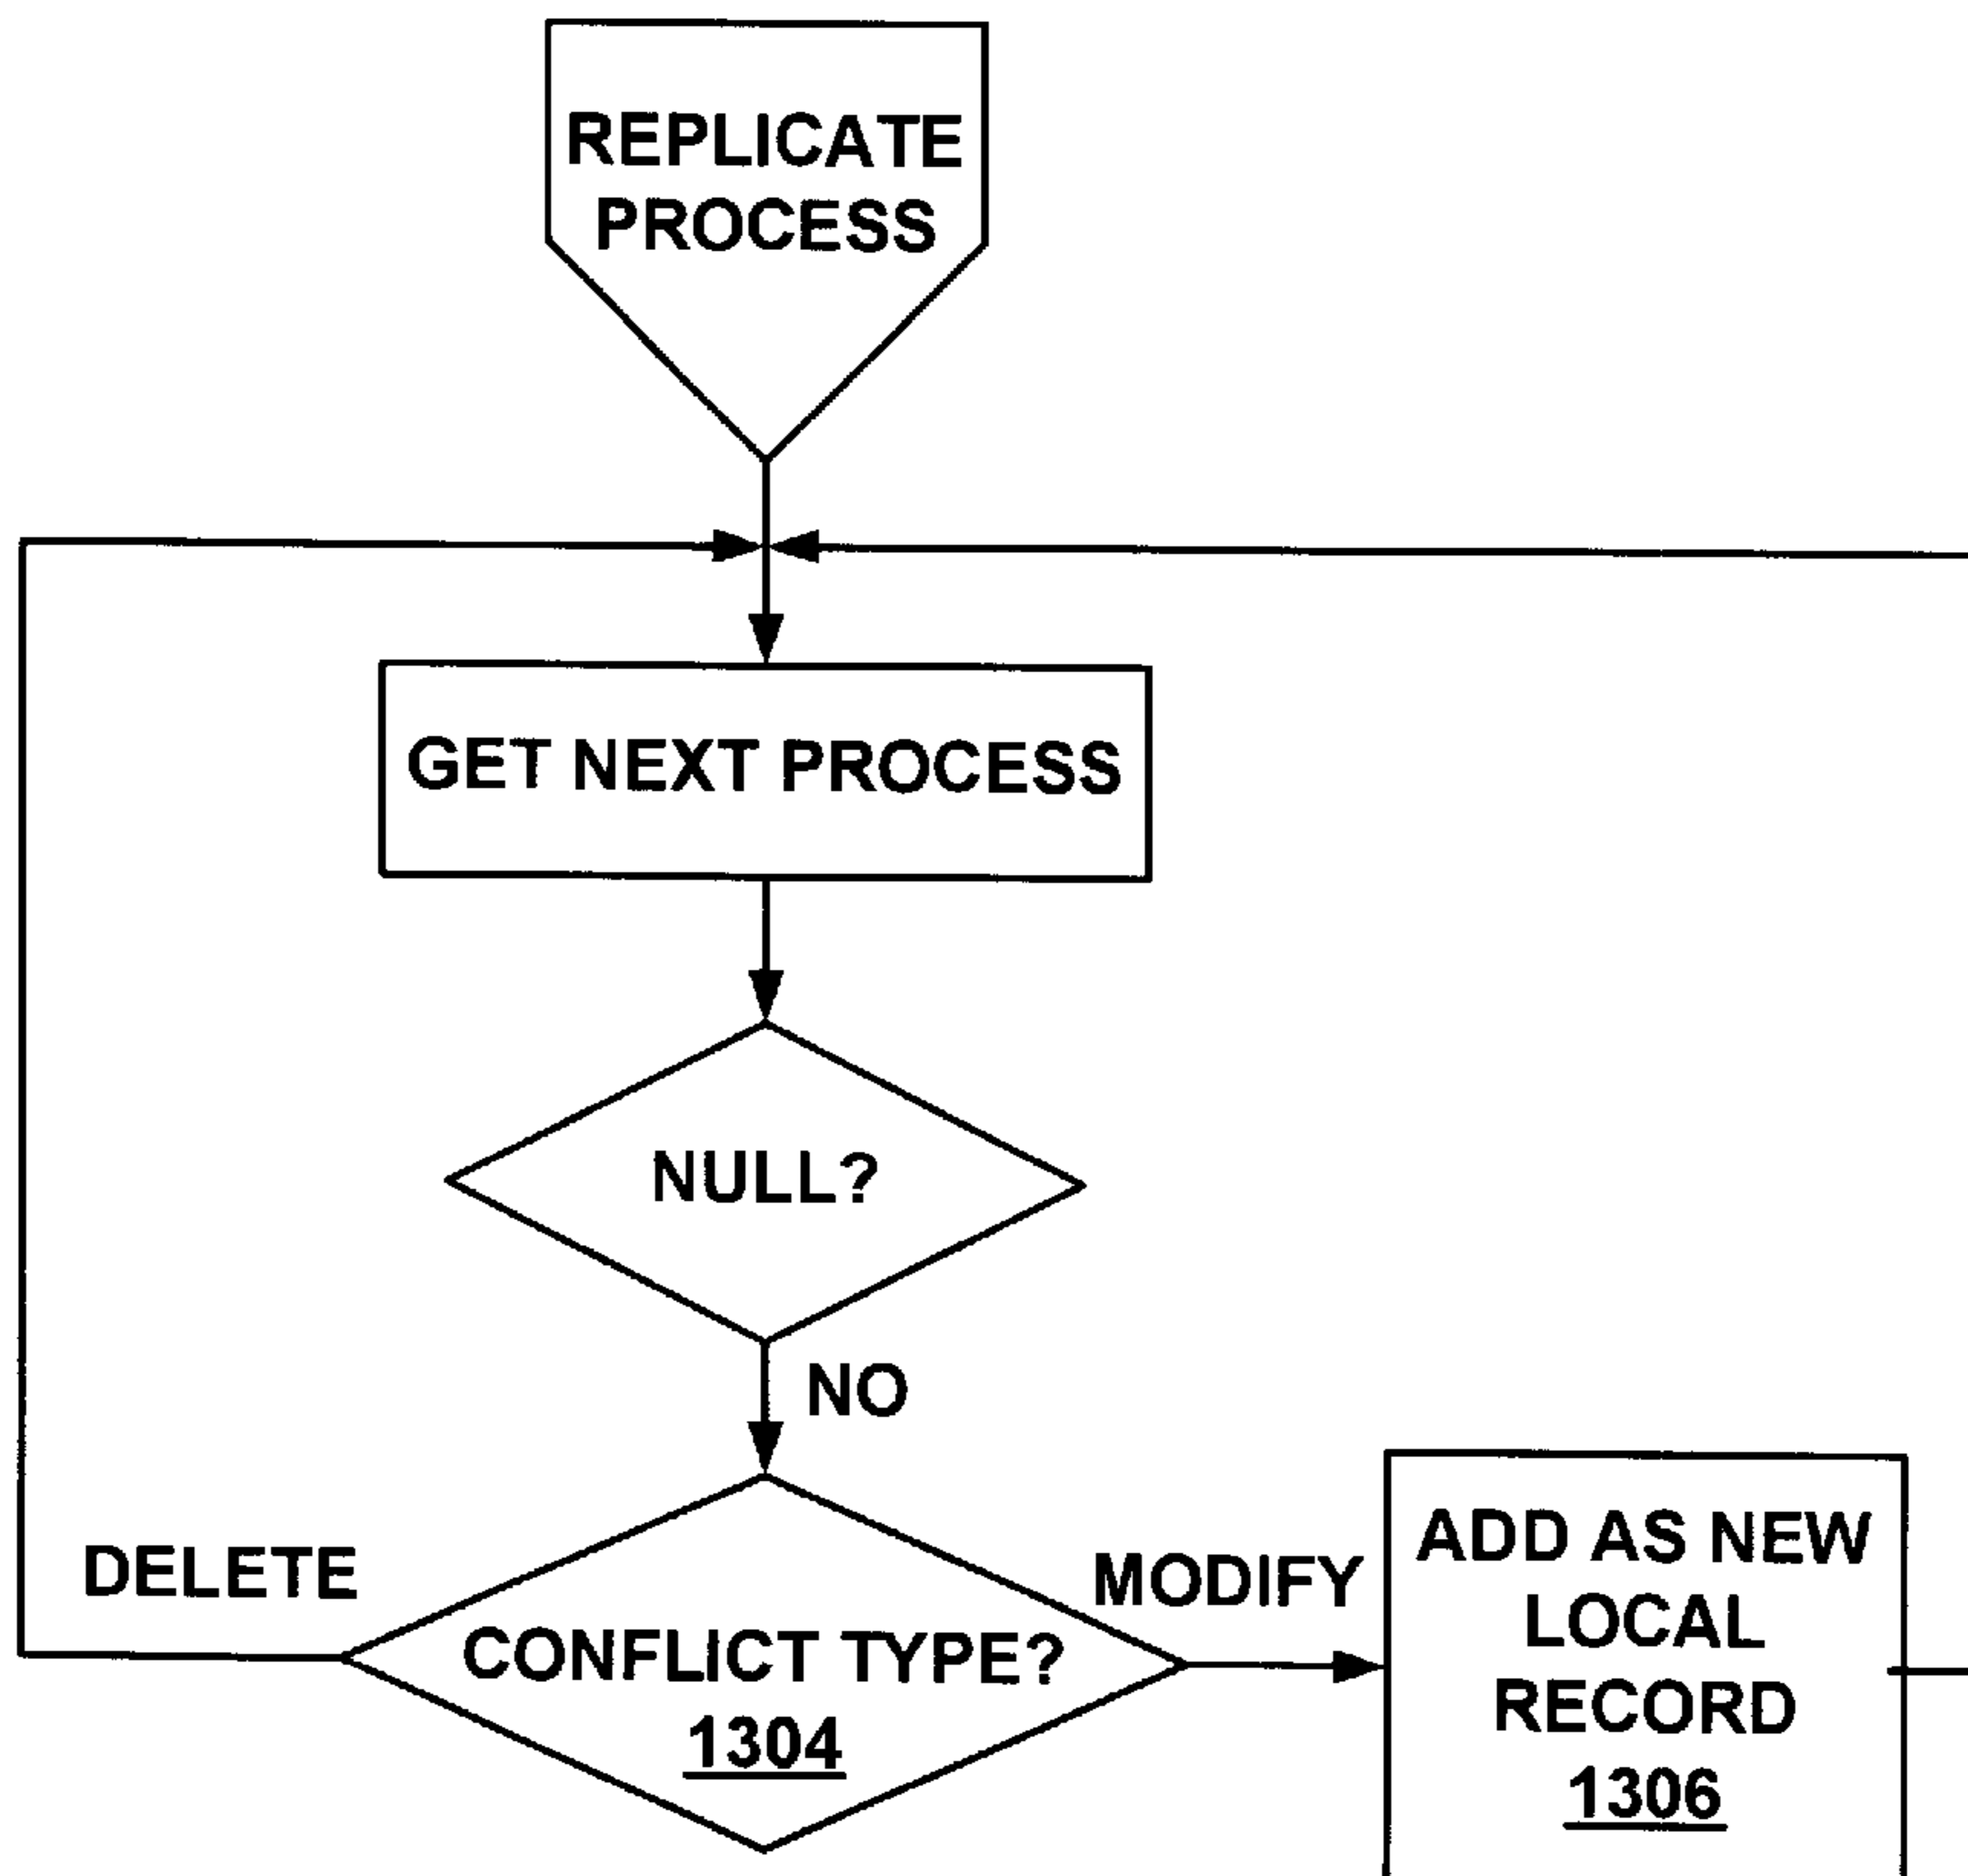 REPLICATE
PROCESS
GET NEXT PROCESS
NULL?
NO
DELETE
CONFLICT TYPE?
1304
MODIFY
ADD AS NEW
LOCAL
RECORD
1306